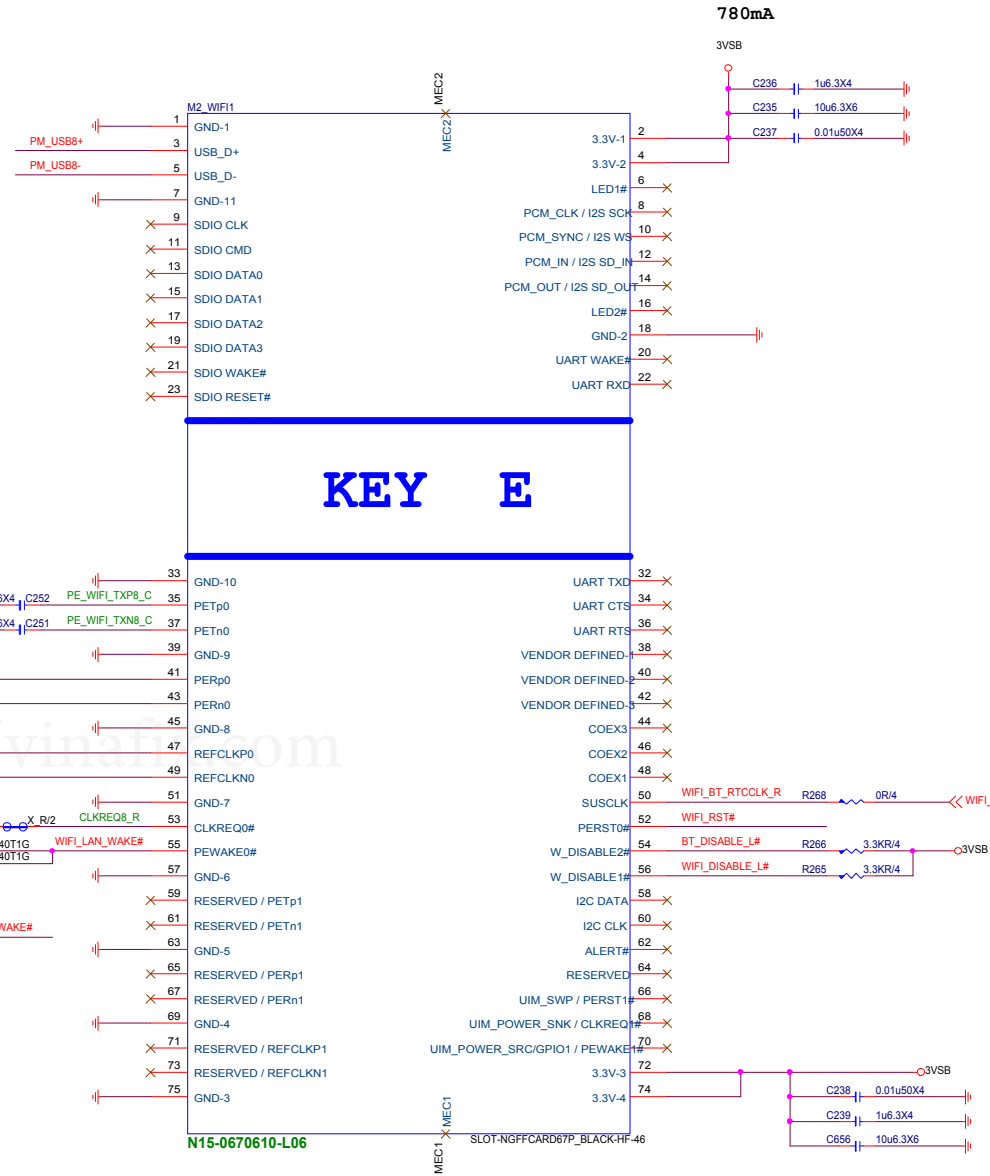 780mA
3VSB
C236 1u6.3X4
C235 10u6.3X6
C237 0.01u50X4
MEC2
M2_WIFI1
MEC2
1 GND-1
PM_USB8+ 3 USB_D+
PM_USB8- 5 USB_D-
7 GND-11
9 SDIO CLK
11 SDIO CMD
13 SDIO DATA0
15 SDIO DATA1
17 SDIO DATA2
19 SDIO DATA3
21 SDIO WAKE#
23 SDIO RESET#
3.3V-1 2
3.3V-2 4
LED1# 6
PCM_CLK / I2S SCK 8
PCM_SYNC / I2S WS 10
PCM_IN / I2S SD_IN 12
PCM_OUT / I2S SD_OUT 14
LED2# 16
GND-2 18
UART WAKE# 20
UART RXD 22
KEY E
33 GND-10
6X4 C252 PE_WIFI_TXP8_C 35 PETp0
6X4 C251 PE_WIFI_TXN8_C 37 PETn0
39 GND-9
41 PERp0
43 PERn0
45 GND-8
47 REFCLKP0
49 REFCLKN0
51 GND-7
X_R/2 CLKREQ8_R 53 CLKREQ0#
40T1G WIFI_LAN_WAKE# 55 PEWAKE0#
40T1G
57 GND-6
59 RESERVED / PETp1
61 RESERVED / PETn1
WAKE#
63 GND-5
65 RESERVED / PERp1
67 RESERVED / PERn1
69 GND-4
71 RESERVED / REFCLKP1
73 RESERVED / REFCLKN1
75 GND-3
UART TXD 32
UART CTS 34
UART RTS 36
VENDOR DEFINED-1 38
VENDOR DEFINED-2 40
VENDOR DEFINED-3 42
COEX3 44
COEX2 46
COEX1 48
SUSCLK 50 WIFI_BT_RTCCLK_R R268 0R/4 WIFI_
PERST0# 52 WIFI_RST#
W_DISABLE2# 54 BT_DISABLE_L# R266 3.3KR/4 3VSB
W_DISABLE1# 56 WIFI_DISABLE_L# R265 3.3KR/4
I2C DATA 58
I2C CLK 60
ALERT# 62
RESERVED 64
UIM_SWP / PERST1# 66
UIM_POWER_SNK / CLKREQ1# 68
UIM_POWER_SRC/GPIO1 / PEWAKE1# 70
3.3V-3 72 3VSB
3.3V-4 74
C238 0.01u50X4
C239 1u6.3X4
C656 10u6.3X6
MEC1
N15-0670610-L06
MEC1
SLOT-NGFFCARD67P_BLACK-HF-46
vinafix.com